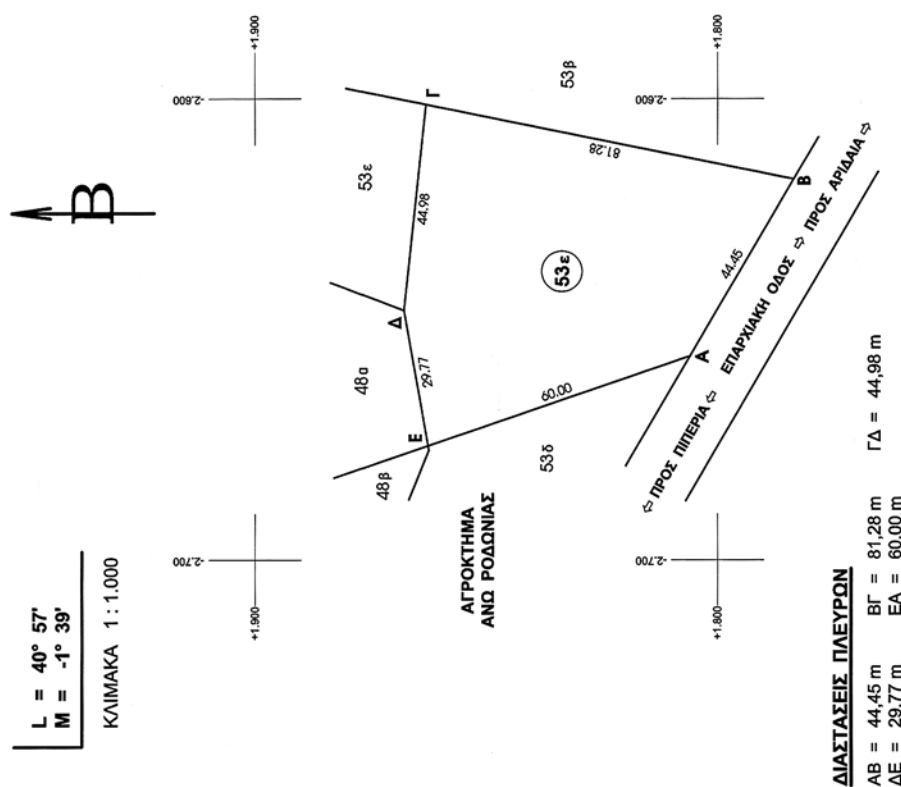 L = 40° 57'
M = -1° 39'
ΚΛΙΜΑΚΑ 1 : 1.000
B
+1.900
-2.700
+1.900
-2.600
48β
48α
53ε
53β
Ε
Δ
Γ
29.77
44.98
60.00
81.28
53ε
53δ
ΑΓΡΟΚΤΗΜΑ
ΑΝΩ ΡΟΔΩΝΙΑΣ
Α
44.45
Β
+1.800
-2.700
+1.800
-2.600
⇦ ΠΡΟΣ ΠΙΠΕΡΙΑ ⇨ ΕΠΑΡΧΙΑΚΗ ΟΔΟΣ ⇨ ΠΡΟΣ ΑΡΙΔΑΙΑ ⇨
ΔΙΑΣΤΑΣΕΙΣ ΠΛΕΥΡΩΝ
ΑΒ = 44,45 m ΒΓ = 81,28 m ΓΔ = 44,98 m
ΔΕ = 29,77 m ΕΑ = 60,00 m